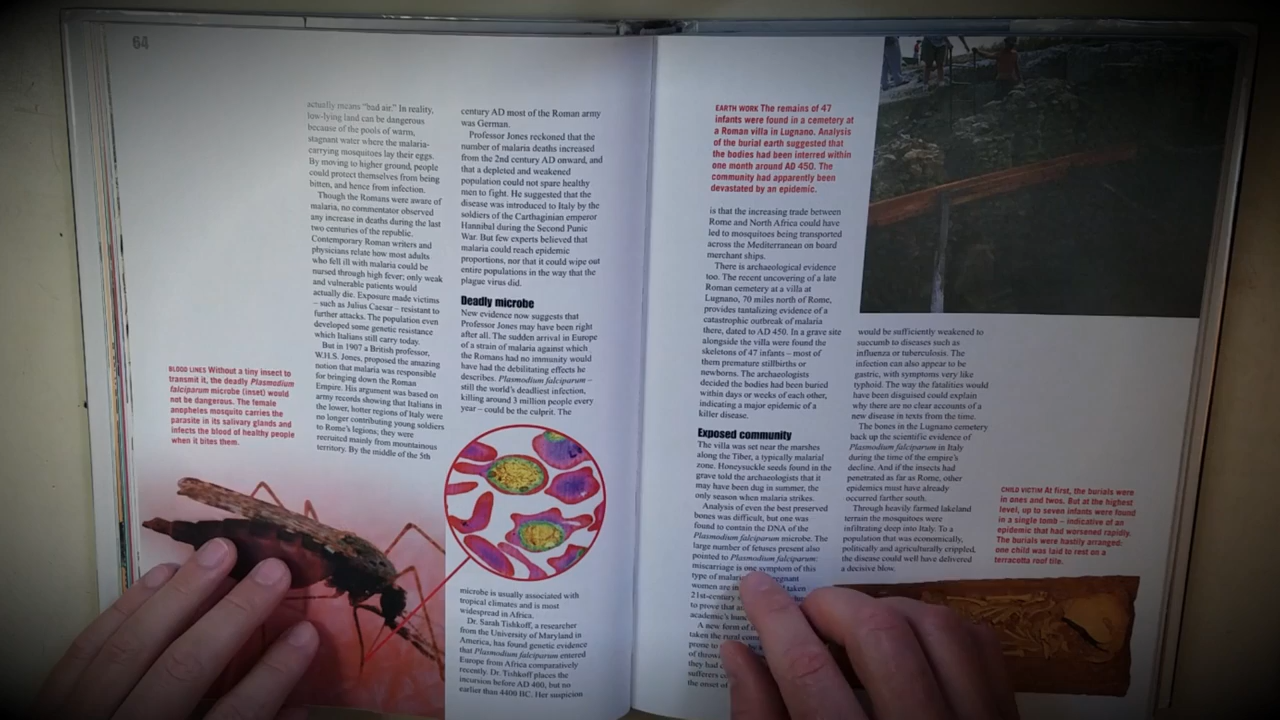 64
actually means "bad air." In reality,
low-lying land can be dangerous
because of the pools of warm,
stagnant water where the malaria-
carrying mosquitoes lay their eggs.
By moving to higher ground, people
could protect themselves from being
bitten, and hence from infection.
Though the Romans were aware of
malaria, no commentator observed
any increase in deaths during the last
two centuries of the republic.
Contemporary Roman writers and
physicians relate how most adults
who fell ill with malaria could be
nursed through high fever; only weak
and vulnerable patients would
actually die. Exposure made victims
– such as Julius Caesar – resistant to
further attacks. The population even
developed some genetic resistance
which Italians still carry today.
But in 1907 a British professor,
W.H.S. Jones, proposed the amazing
notion that malaria was responsible
for bringing down the Roman
Empire. His argument was based on
army records showing that Italians in
the lower, hotter regions of Italy were
no longer contributing young soldiers
to Rome's legions; they were
recruited mainly from mountainous
territory. By the middle of the 5th
BLOOD LINES Without a tiny insect to
transmit it, the deadly Plasmodium
falciparum microbe (inset) would
not be dangerous. The female
anopheles mosquito carries the
parasite in its salivary glands and
infects the blood of healthy people
when it bites them.
century AD most of the Roman army
was German.
Professor Jones reckoned that the
number of malaria deaths increased
from the 2nd century AD onward, and
that a depleted and weakened
population could not spare healthy
men to fight. He suggested that the
disease was introduced to Italy by the
soldiers of the Carthaginian emperor
Hannibal during the Second Punic
War. But few experts believed that
malaria could reach epidemic
proportions, nor that it could wipe out
entire populations in the way that the
plague virus did.
Deadly microbe
New evidence now suggests that
Professor Jones may have been right
after all. The sudden arrival in Europe
of a strain of malaria against which
the Romans had no immunity would
have had the debilitating effects he
describes. Plasmodium falciparum –
still the world's deadliest infection,
killing around 3 million people every
year – could be the culprit. The
microbe is usually associated with
tropical climates and is most
widespread in Africa.
Dr. Sarah Tishkoff, a researcher
from the University of Maryland in
America, has found genetic evidence
that Plasmodium falciparum entered
Europe from Africa comparatively
recently. Dr. Tishkoff places the
incursion before AD 400, but no
earlier than 4400 BC. Her suspicion
EARTH WORK The remains of 47
infants were found in a cemetery at
a Roman villa in Lugnano. Analysis
of the burial earth suggested that
the bodies had been interred within
one month around AD 450. The
community had apparently been
devastated by an epidemic.
is that the increasing trade between
Rome and North Africa could have
led to mosquitoes being transported
across the Mediterranean on board
merchant ships.
There is archaeological evidence
too. The recent uncovering of a late
Roman cemetery at a villa at
Lugnano, 70 miles north of Rome,
provides tantalizing evidence of a
catastrophic outbreak of malaria
there, dated to AD 450. In a grave site
alongside the villa were found the
skeletons of 47 infants – most of
them premature stillbirths or
newborns. The archaeologists
decided the bodies had been buried
within days or weeks of each other,
indicating a major epidemic of a
killer disease.
Exposed community
The villa was set near the marshes
along the Tiber, a typically malarial
zone. Honeysuckle seeds found in the
grave told the archaeologists that it
may have been dug in summer, the
only season when malaria strikes.
Analysis of even the best preserved
bones was difficult, but one was
found to contain the DNA of the
Plasmodium falciparum microbe. The
large number of fetuses present also
pointed to Plasmodium falciparum:
miscarriage is one symptom of this
type of
women are in taken
21st-century
to prove that
academic's
A new form of
taken the rural
prone to by
of
they had
sufferers
the onset of
would be sufficiently weakened to
succumb to diseases such as
influenza or tuberculosis. The
infection can also appear to be
gastric, with symptoms very like
typhoid. The way the fatalities would
have been disguised could explain
why there are no clear accounts of a
new disease in texts from the time.
The bones in the Lugnano cemetery
back up the scientific evidence of
Plasmodium falciparum in Italy
during the time of the empire's
decline. And if the insects had
penetrated as far as Rome, other
epidemics must have already
occurred farther south.
Through heavily farmed lakeland
terrain the mosquitoes were
infiltrating deep into Italy. To a
population that was economically,
politically and agriculturally crippled,
the disease could well have delivered
a decisive blow.
CHILD VICTIM At first, the burials were
in ones and twos. But at the highest
level, up to seven infants were found
in a single tomb – indicative of an
epidemic that had worsened rapidly.
The burials were hastily arranged:
one child was laid to rest on a
terracotta roof tile.